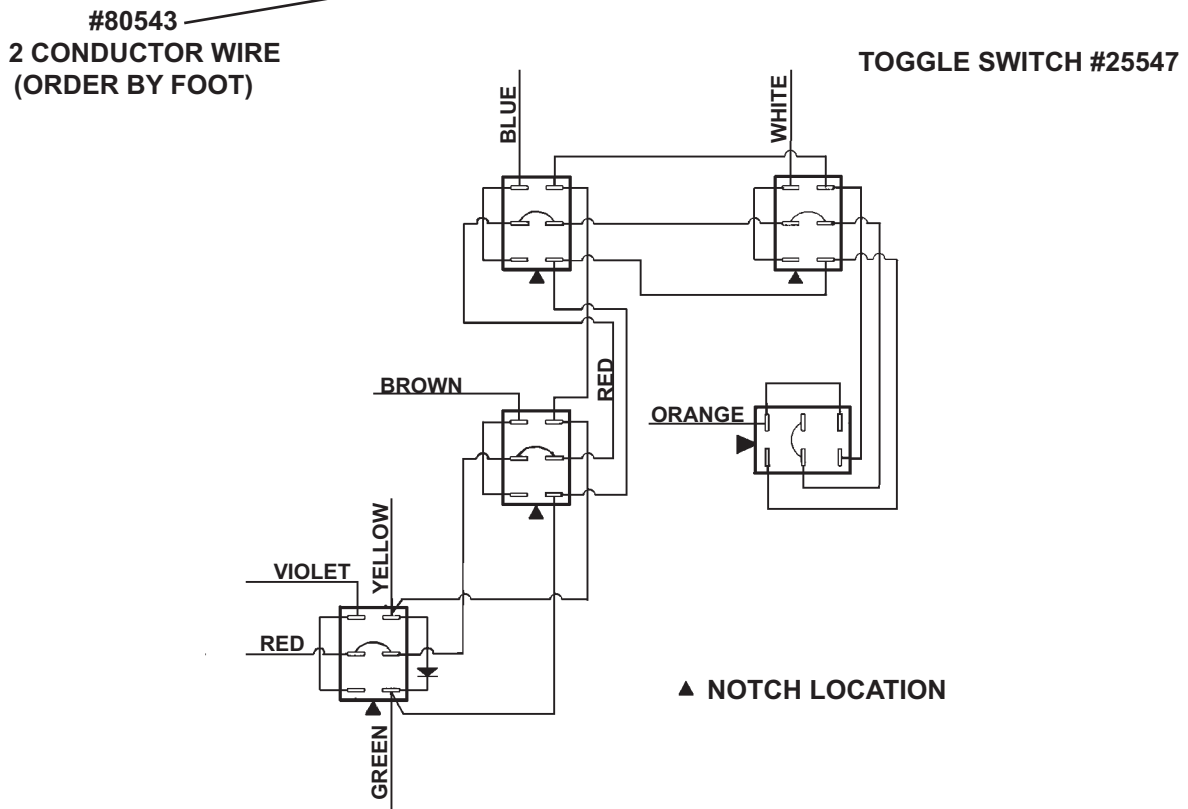 #80543
2 CONDUCTOR WIRE
(ORDER BY FOOT)
TOGGLE SWITCH #25547
BLUE
WHITE
RED
BROWN
ORANGE
YELLOW
VIOLET
RED
NOTCH LOCATION
GREEN